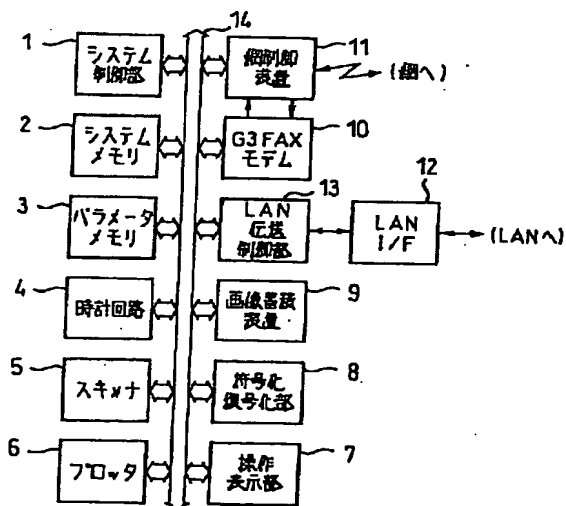 14
1
システム
制御部
11
網制御
装置
(網へ)
2
システム
メモリ
10
G3 FAX
モデム
3
パラメータ
メモリ
13
LAN
伝送
制御部
12
LAN
I/F
(LANへ)
4
時計回路
9
画像蓄積
装置
5
スキャナ
8
符号化
復号化部
6
プロッタ
7
操作
表示部